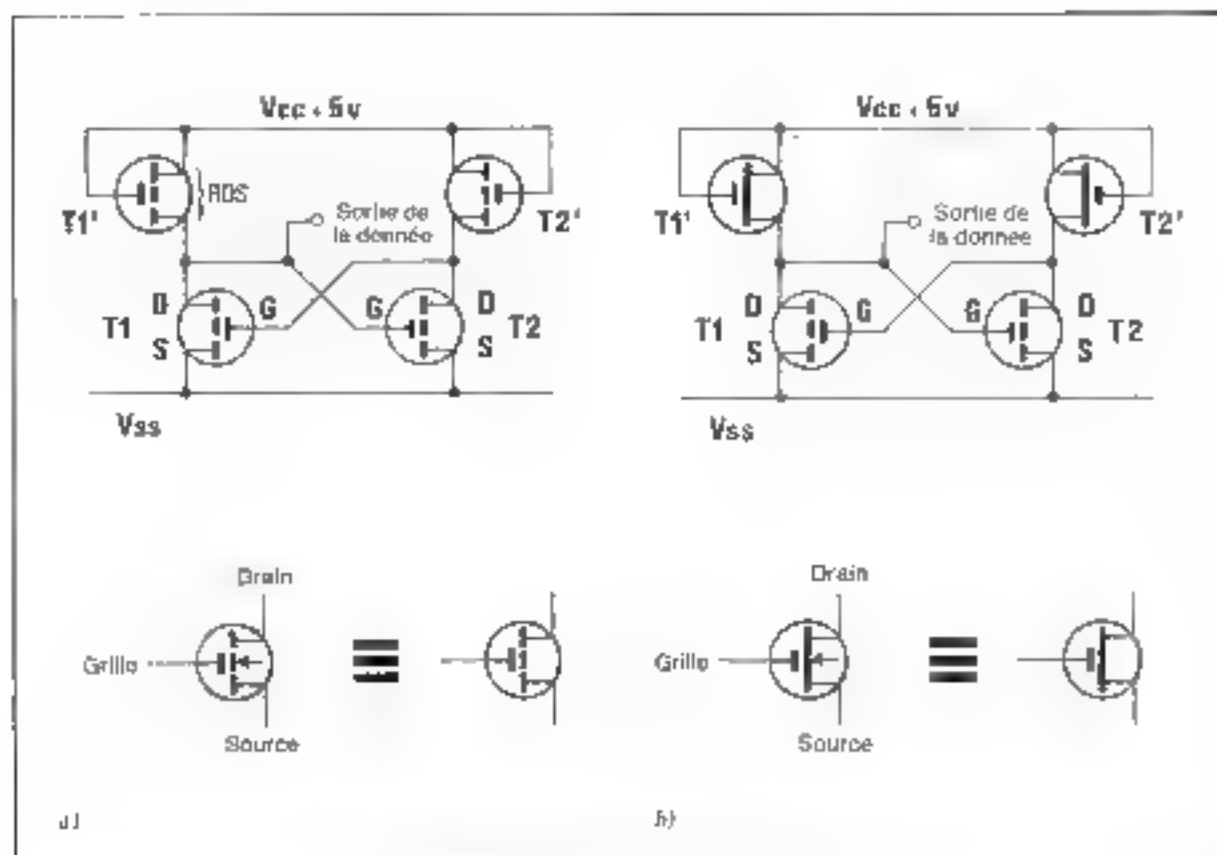 Vcc + 5v
T1'
RDS
Sortie de
la donnée
T2'
D
G
G
D
T1
T2
S
S
Vss
Drain
Grille
Source
a)
Vcc + 5v
T1'
Sortie de
la donnée
T2'
D
G
G
D
T1
T2
S
S
Vss
Drain
Grille
Source
b)